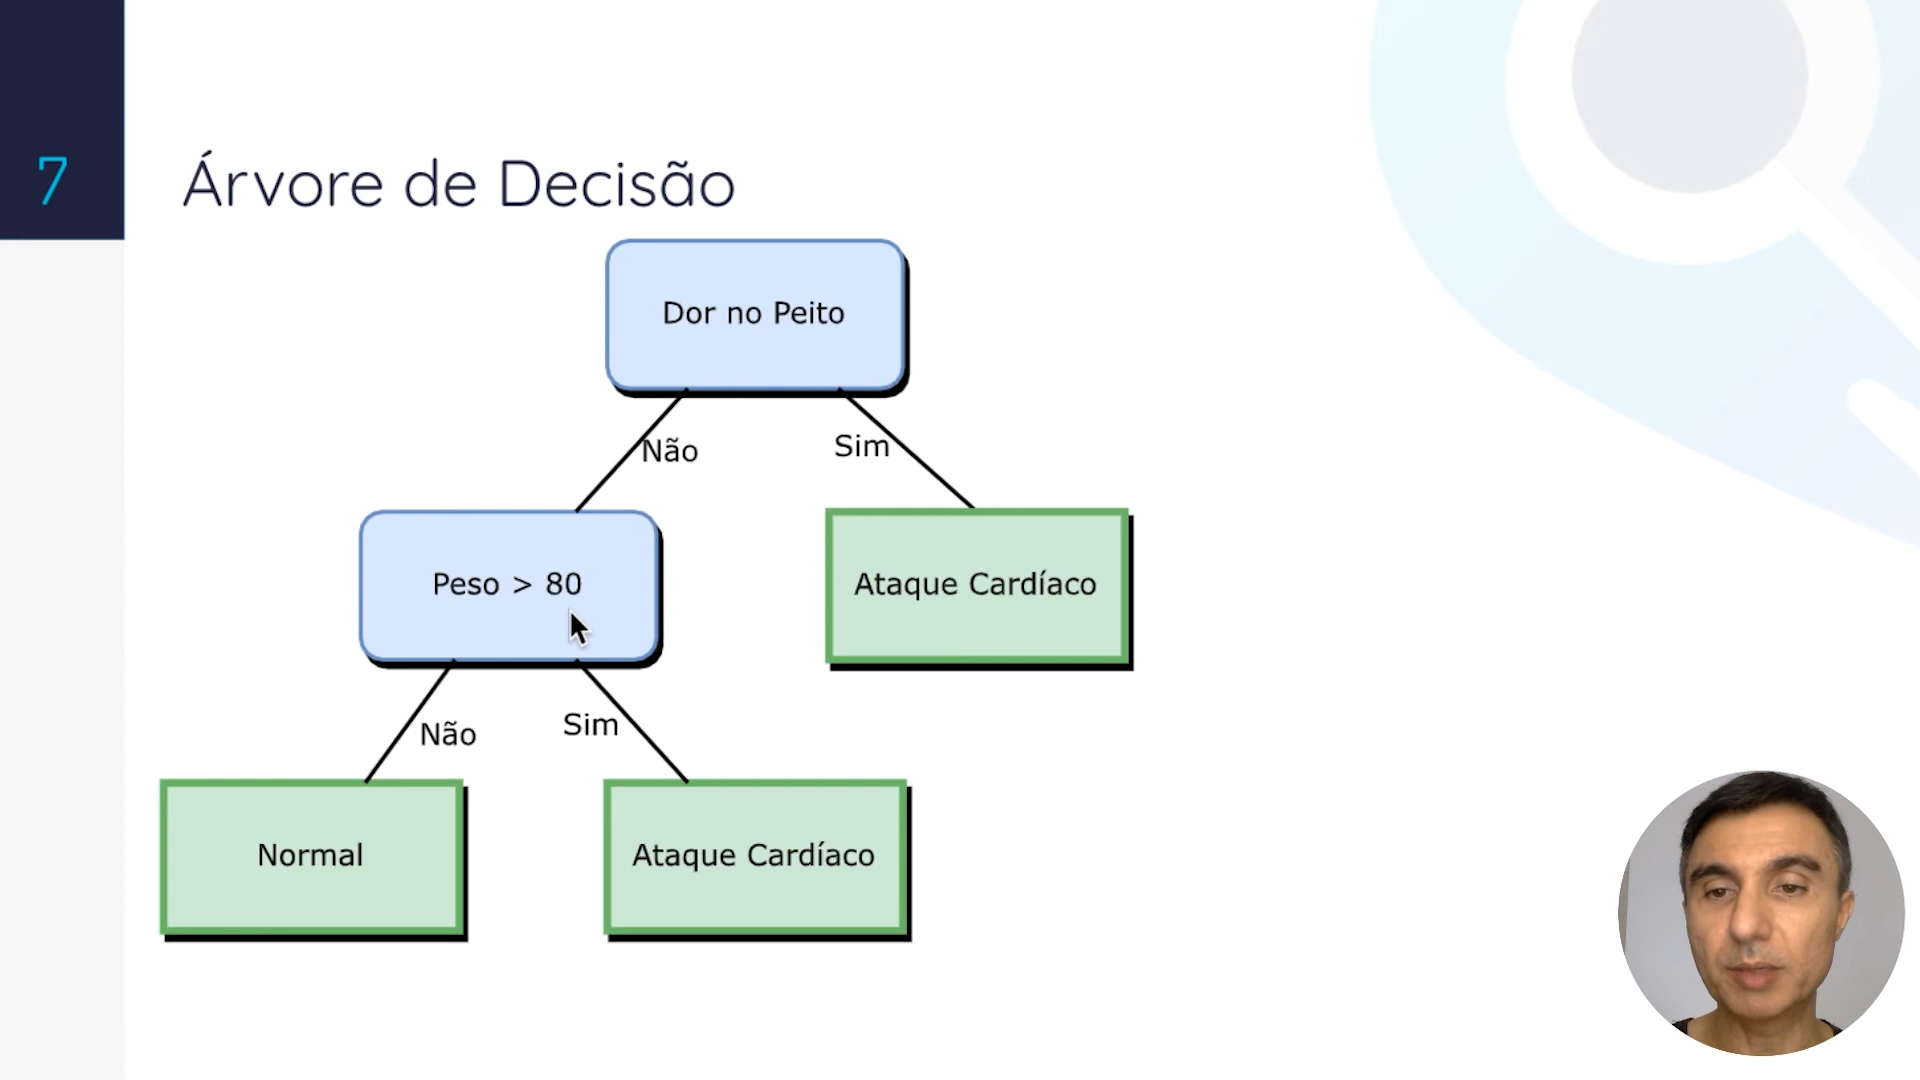 7
Árvore de Decisão
Dor no Peito
Não
Sim
Peso > 80
Ataque Cardíaco
Não
Sim
Normal
Ataque Cardíaco